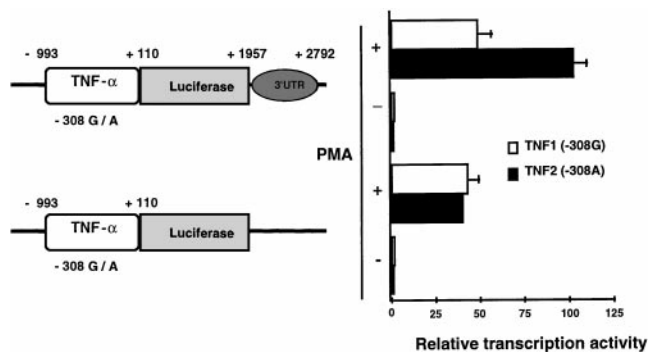 - 993
+ 110
+ 1957
+ 2792
TNF-α
Luciferase
3'UTR
- 308 G / A
- 993
+ 110
TNF-α
Luciferase
- 308 G / A
PMA
+
−
+
-
TNF1 (-308G)
TNF2 (-308A)
0 25 50 75 100 125
Relative transcription activity